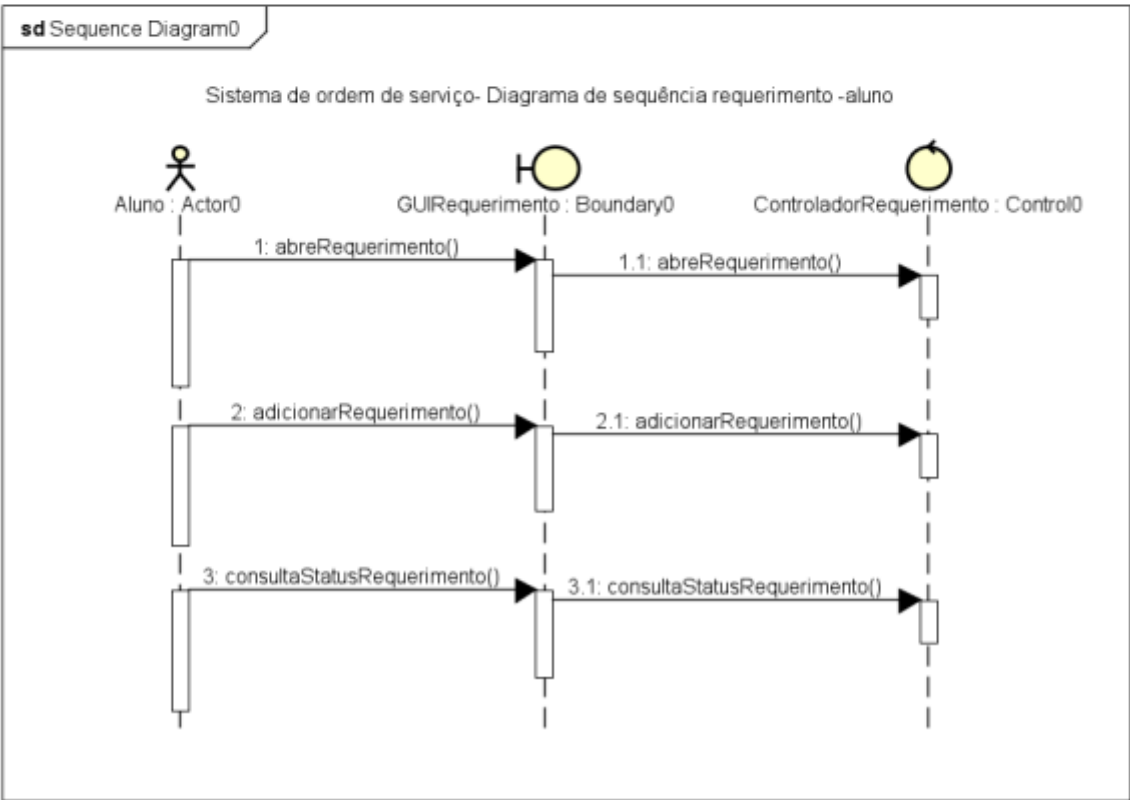 sd Sequence Diagram0
Sistema de ordem de serviço- Diagrama de sequência requerimento -aluno
Aluno : Actor0
GUIRequerimento : Boundary0
ControladorRequerimento : Control0
1: abreRequerimento()
1.1: abreRequerimento()
2: adicionarRequerimento()
2.1: adicionarRequerimento()
3: consultaStatusRequerimento()
3.1: consultaStatusRequerimento()